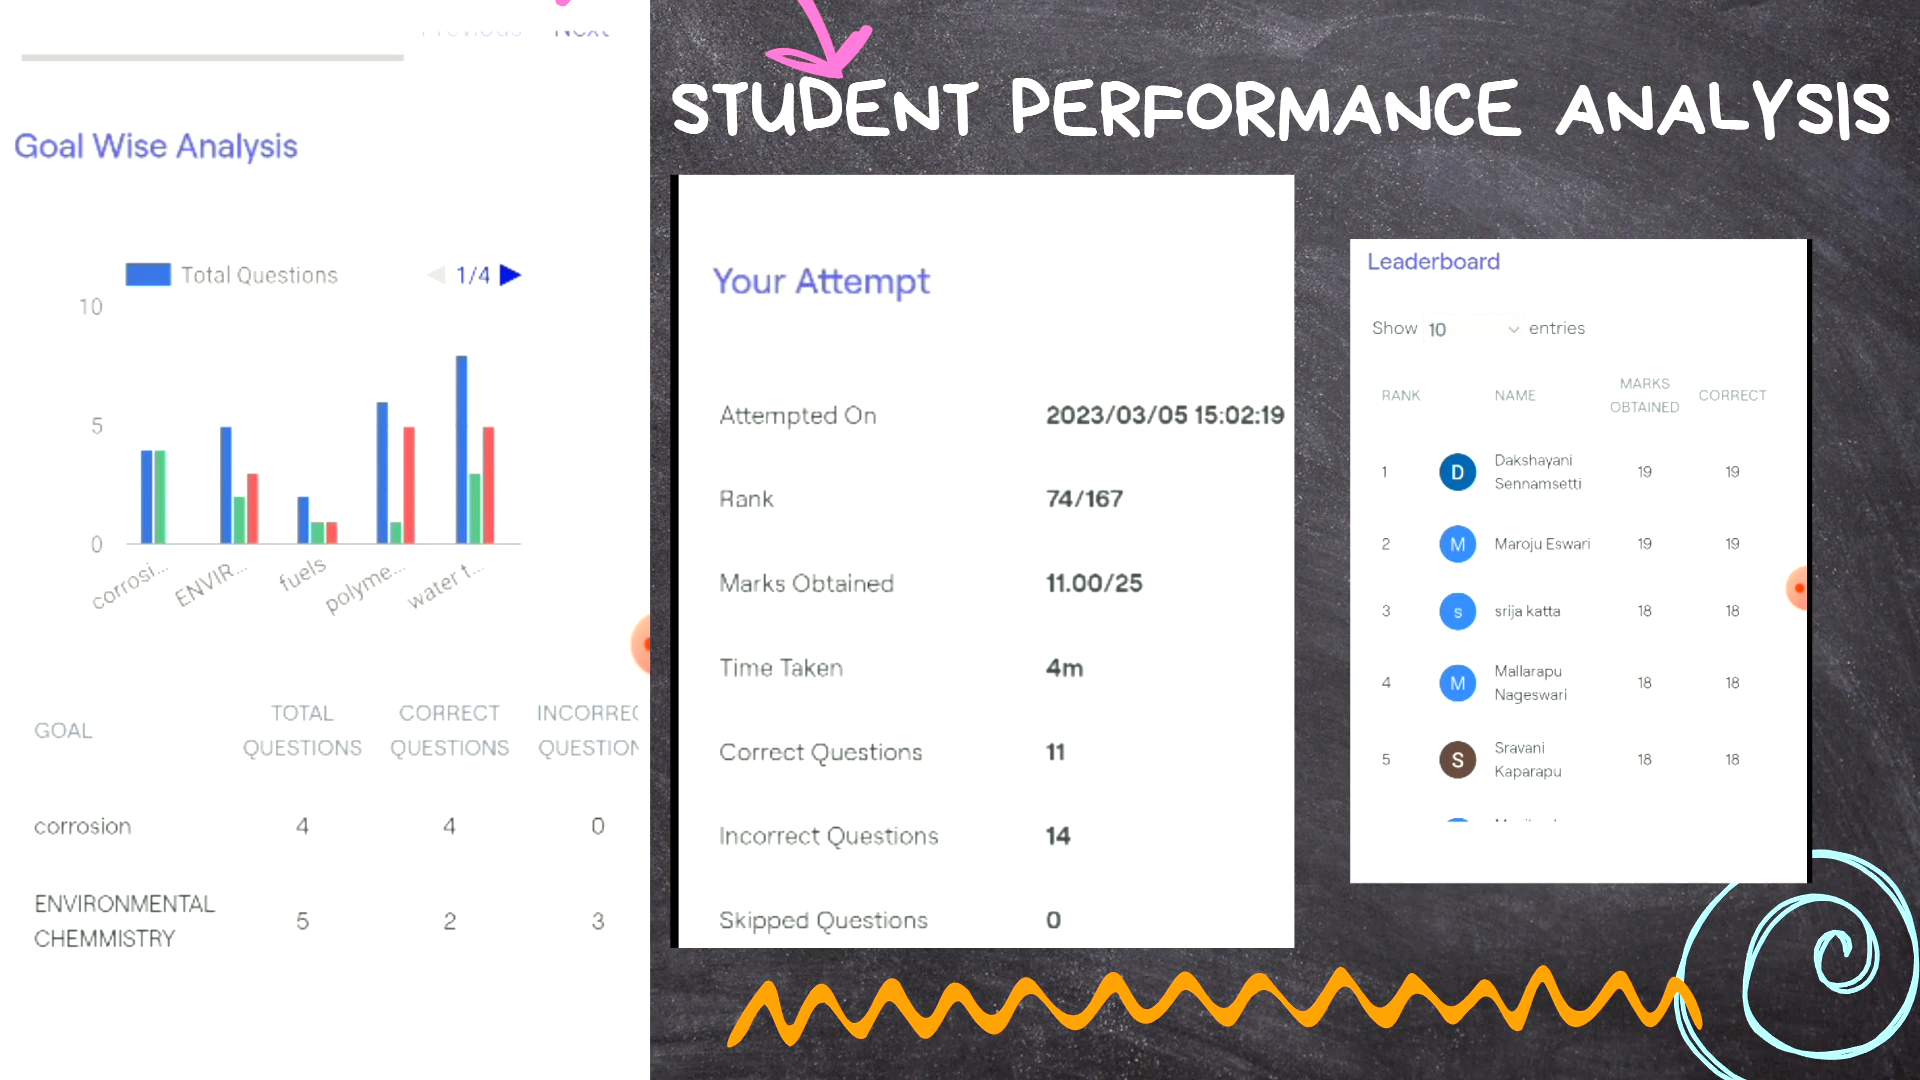 Previous Next
STUDENT PERFORMANCE ANALYSIS
Goal Wise Analysis
Total Questions
1/4
10
5
0
corrosi...
ENVIR...
fuels
polyme...
water t...
GOAL
TOTAL QUESTIONS
CORRECT QUESTIONS
INCORREC
QUESTION
corrosion 4 4 0
ENVIRONMENTAL
CHEMMISTRY 5 2 3
Your Attempt
Attempted On 2023/03/05 15:02:19
Rank 74/167
Marks Obtained 11.00/25
Time Taken 4m
Correct Questions 11
Incorrect Questions 14
Skipped Questions 0
Leaderboard
Show 10 entries
RANK NAME MARKS OBTAINED CORRECT
1 D Dakshayani Sennamsetti 19 19
2 M Maroju Eswari 19 19
3 s srija katta 18 18
4 M Mallarapu Nageswari 18 18
5 S Sravani Kaparapu 18 18